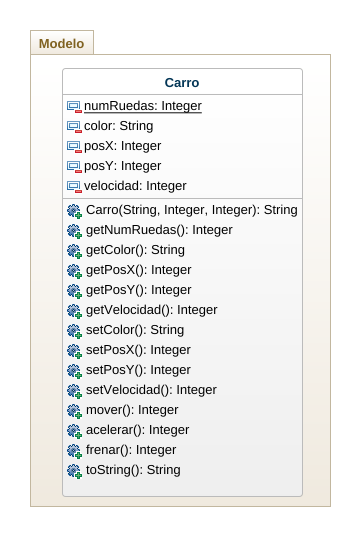 Modelo
Carro
numRuedas: Integer
color: String
posX: Integer
posY: Integer
velocidad: Integer
Carro(String, Integer, Integer): String
getNumRuedas(): Integer
getColor(): String
getPosX(): Integer
getPosY(): Integer
getVelocidad(): Integer
setColor(): String
setPosX(): Integer
setPosY(): Integer
setVelocidad(): Integer
mover(): Integer
acelerar(): Integer
frenar(): Integer
toString(): String